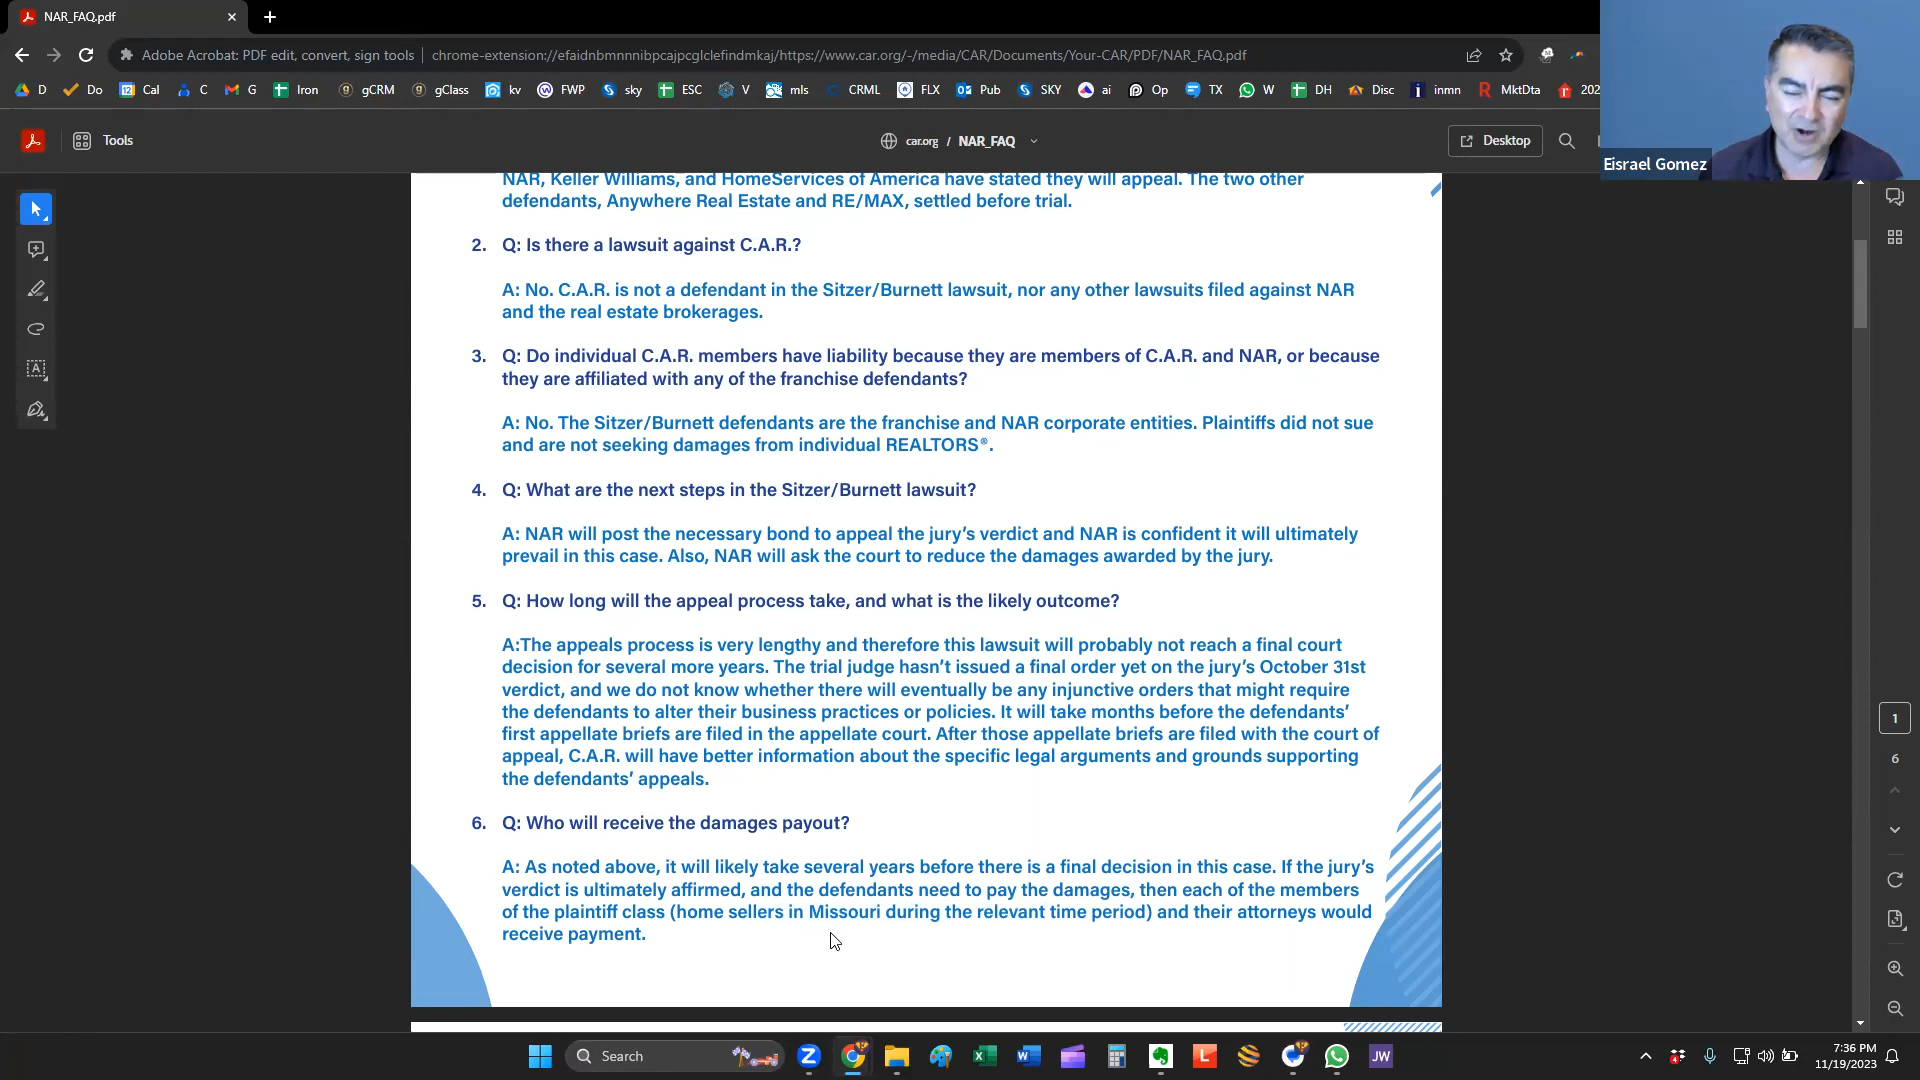 NAR_FAQ.pdf
Adobe Acrobat: PDF edit, convert, sign tools
chrome-extension://efaidnbmnnnibpcajpcglclefindmkaj/https://www.car.org/-/media/CAR/Documents/Your-CAR/PDF/NAR_FAQ.pdf
D Do Cal C G Iron gCRM gClass kv FWP sky ESC V mls CRML FLX Pub SKY ai Op TX W DH Disc inmn MktDta 202
Tools
car.org / NAR_FAQ
Desktop
Eisrael Gomez
NAR, Keller Williams, and HomeServices of America have stated they will appeal. The two other
defendants, Anywhere Real Estate and RE/MAX, settled before trial.
2. Q: Is there a lawsuit against C.A.R.?
A: No. C.A.R. is not a defendant in the Sitzer/Burnett lawsuit, nor any other lawsuits filed against NAR
and the real estate brokerages.
3. Q: Do individual C.A.R. members have liability because they are members of C.A.R. and NAR, or because
they are affiliated with any of the franchise defendants?
A: No. The Sitzer/Burnett defendants are the franchise and NAR corporate entities. Plaintiffs did not sue
and are not seeking damages from individual REALTORS®.
4. Q: What are the next steps in the Sitzer/Burnett lawsuit?
A: NAR will post the necessary bond to appeal the jury's verdict and NAR is confident it will ultimately
prevail in this case. Also, NAR will ask the court to reduce the damages awarded by the jury.
5. Q: How long will the appeal process take, and what is the likely outcome?
A:The appeals process is very lengthy and therefore this lawsuit will probably not reach a final court
decision for several more years. The trial judge hasn't issued a final order yet on the jury's October 31st
verdict, and we do not know whether there will eventually be any injunctive orders that might require
the defendants to alter their business practices or policies. It will take months before the defendants'
first appellate briefs are filed in the appellate court. After those appellate briefs are filed with the court of
appeal, C.A.R. will have better information about the specific legal arguments and grounds supporting
the defendants' appeals.
6. Q: Who will receive the damages payout?
A: As noted above, it will likely take several years before there is a final decision in this case. If the jury's
verdict is ultimately affirmed, and the defendants need to pay the damages, then each of the members
of the plaintiff class (home sellers in Missouri during the relevant time period) and their attorneys would
receive payment.
1
6
Search
JW
7:36 PM
11/19/2023